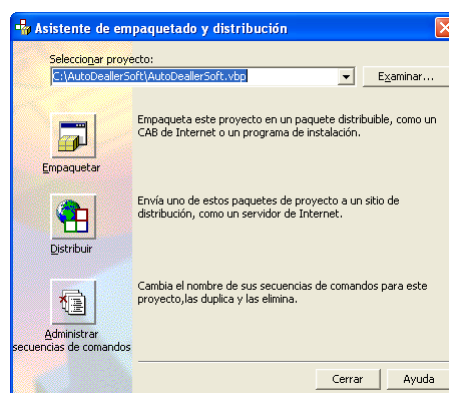 Asistente de empaquetado y distribución
Seleccionar proyecto:
C:\AutoDeallerSoft\AutoDeallerSoft.vbp
Examinar...
Empaqueta este proyecto en un paquete distribuible, como un
CAB de Internet o un programa de instalación.
Empaquetar
Envía uno de estos paquetes de proyecto a un sitio de
distribución, como un servidor de Internet.
Distribuir
Cambia el nombre de sus secuencias de comandos para este
proyecto,las duplica y las elimina.
Administrar
secuencias de comandos
Cerrar
Ayuda